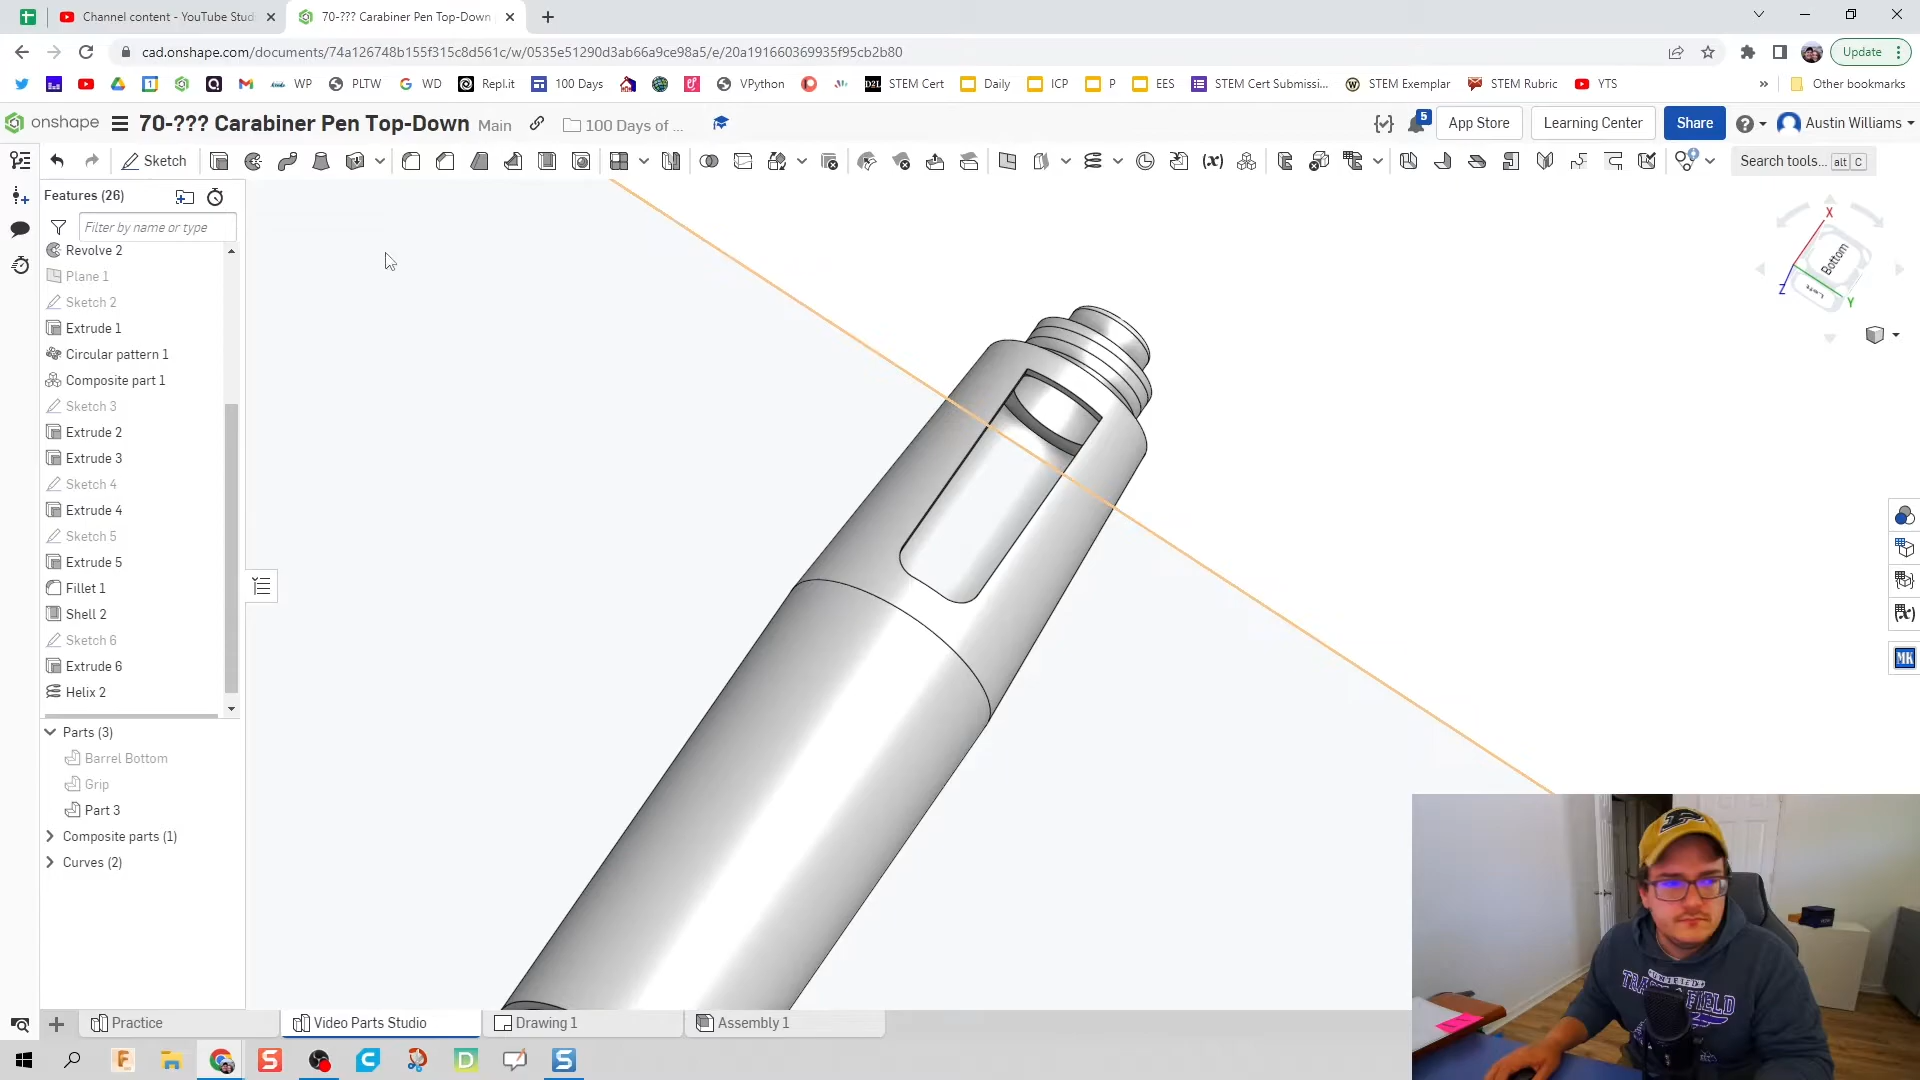 Channel content - YouTube Stud
70-??? Carabiner Pen Top-Down
cad.onshape.com/documents/74a126748b155f315c8d561c/w/0535e51290d3ab66a9ce98a5/e/20a191660369935f95cb2b80
Update
WP
PLTW
WD
Repl.it
100 Days
VPython
STEM Cert
Daily
ICP
P
EES
STEM Cert Submissi...
STEM Exemplar
STEM Rubric
YTS
Other bookmarks
onshape
70-??? Carabiner Pen Top-Down
Main
100 Days of ...
5
App Store
Learning Center
Share
Austin Williams
Sketch
Search tools...
alt
C
Features (26)
Filter by name or type
Revolve 2
Plane 1
Sketch 2
Extrude 1
Circular pattern 1
Composite part 1
Sketch 3
Extrude 2
Extrude 3
Sketch 4
Extrude 4
Sketch 5
Extrude 5
Fillet 1
Shell 2
Sketch 6
Extrude 6
Helix 2
Parts (3)
Barrel Bottom
Grip
Part 3
Composite parts (1)
Curves (2)
X
Bottom
Left
Z
Y
MK
UNIFIED
Practice
Video Parts Studio
Drawing 1
Assembly 1